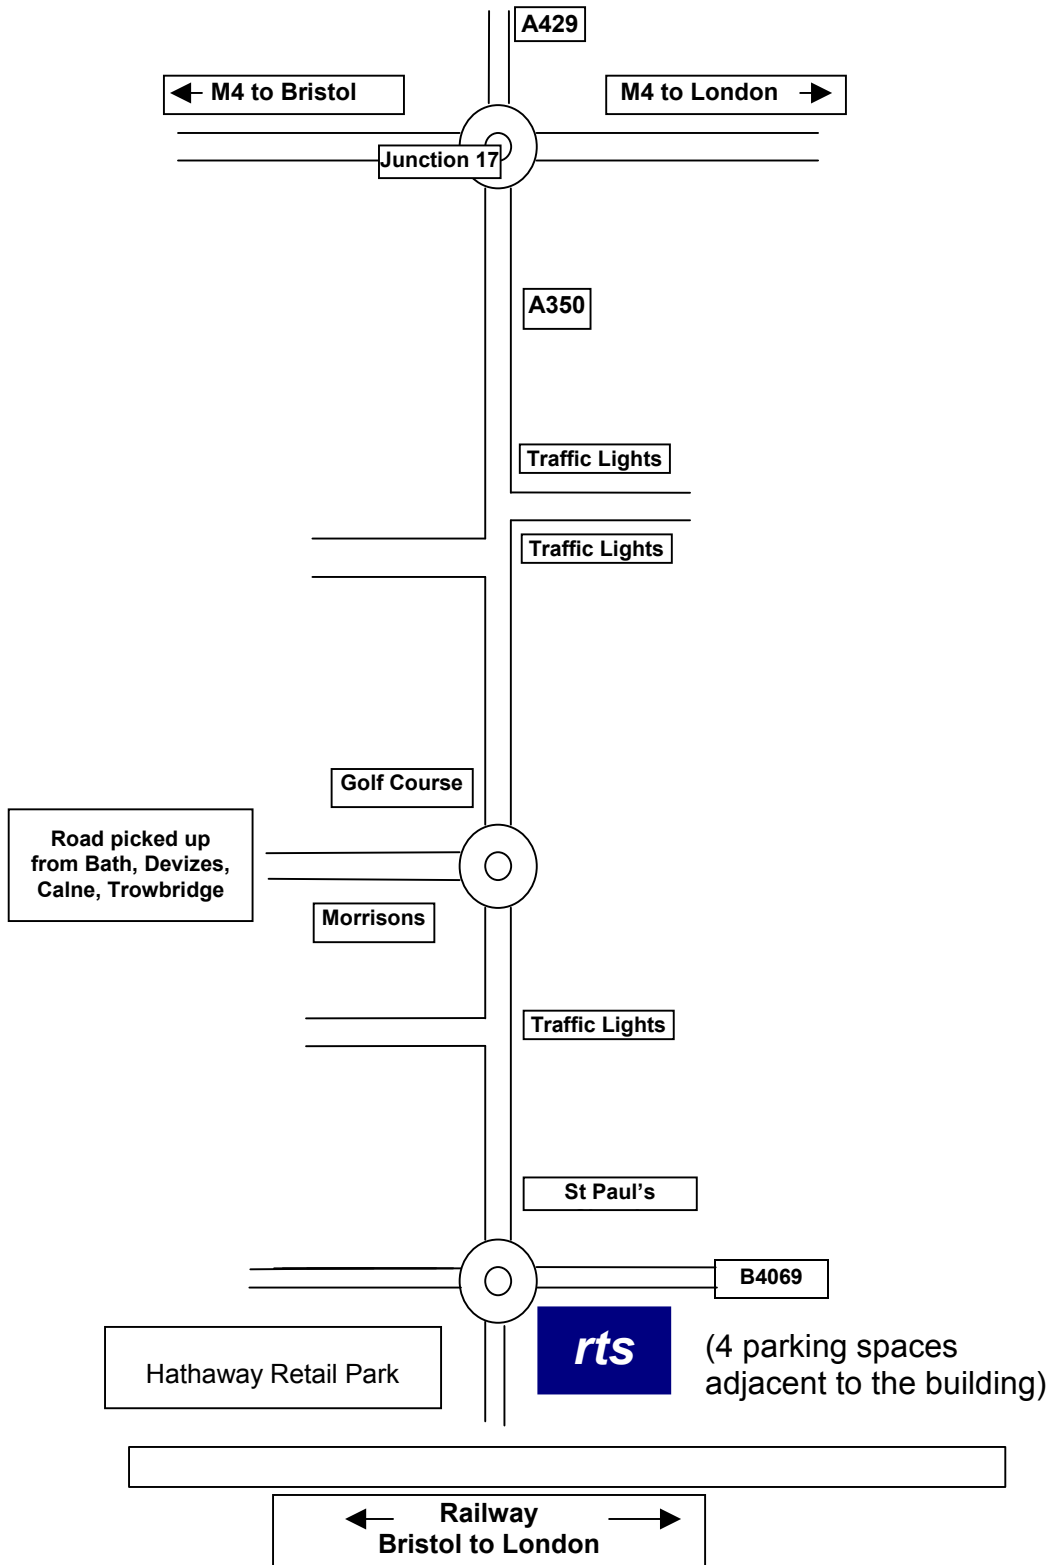 A429
M4 to Bristol
M4 to London
Junction 17
A350
Traffic Lights
Traffic Lights
Golf Course
Road picked up
from Bath, Devizes,
Calne, Trowbridge
Morrisons
Traffic Lights
St Paul's
B4069
rts
(4 parking spaces
adjacent to the building)
Hathaway Retail Park
Railway
Bristol to London